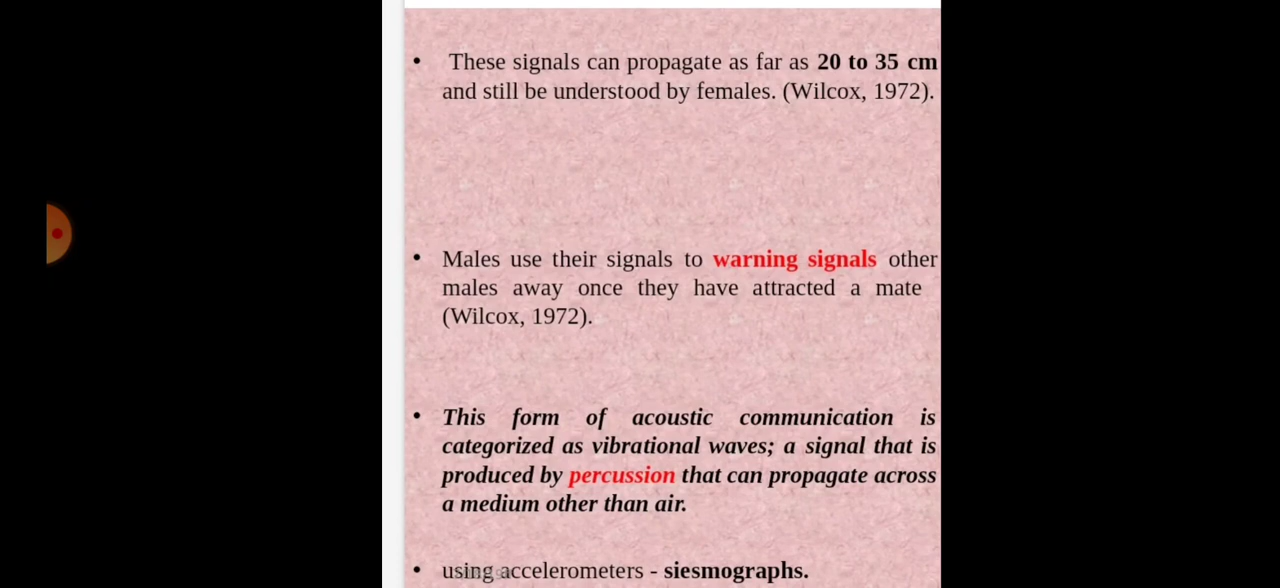 • These signals can propagate as far as 20 to 35 cm
and still be understood by females. (Wilcox, 1972).
• Males use their signals to warning signals other
males away once they have attracted a mate
(Wilcox, 1972).
• This form of acoustic communication is
categorized as vibrational waves; a signal that is
produced by percussion that can propagate across
a medium other than air.
• using accelerometers - siesmographs.